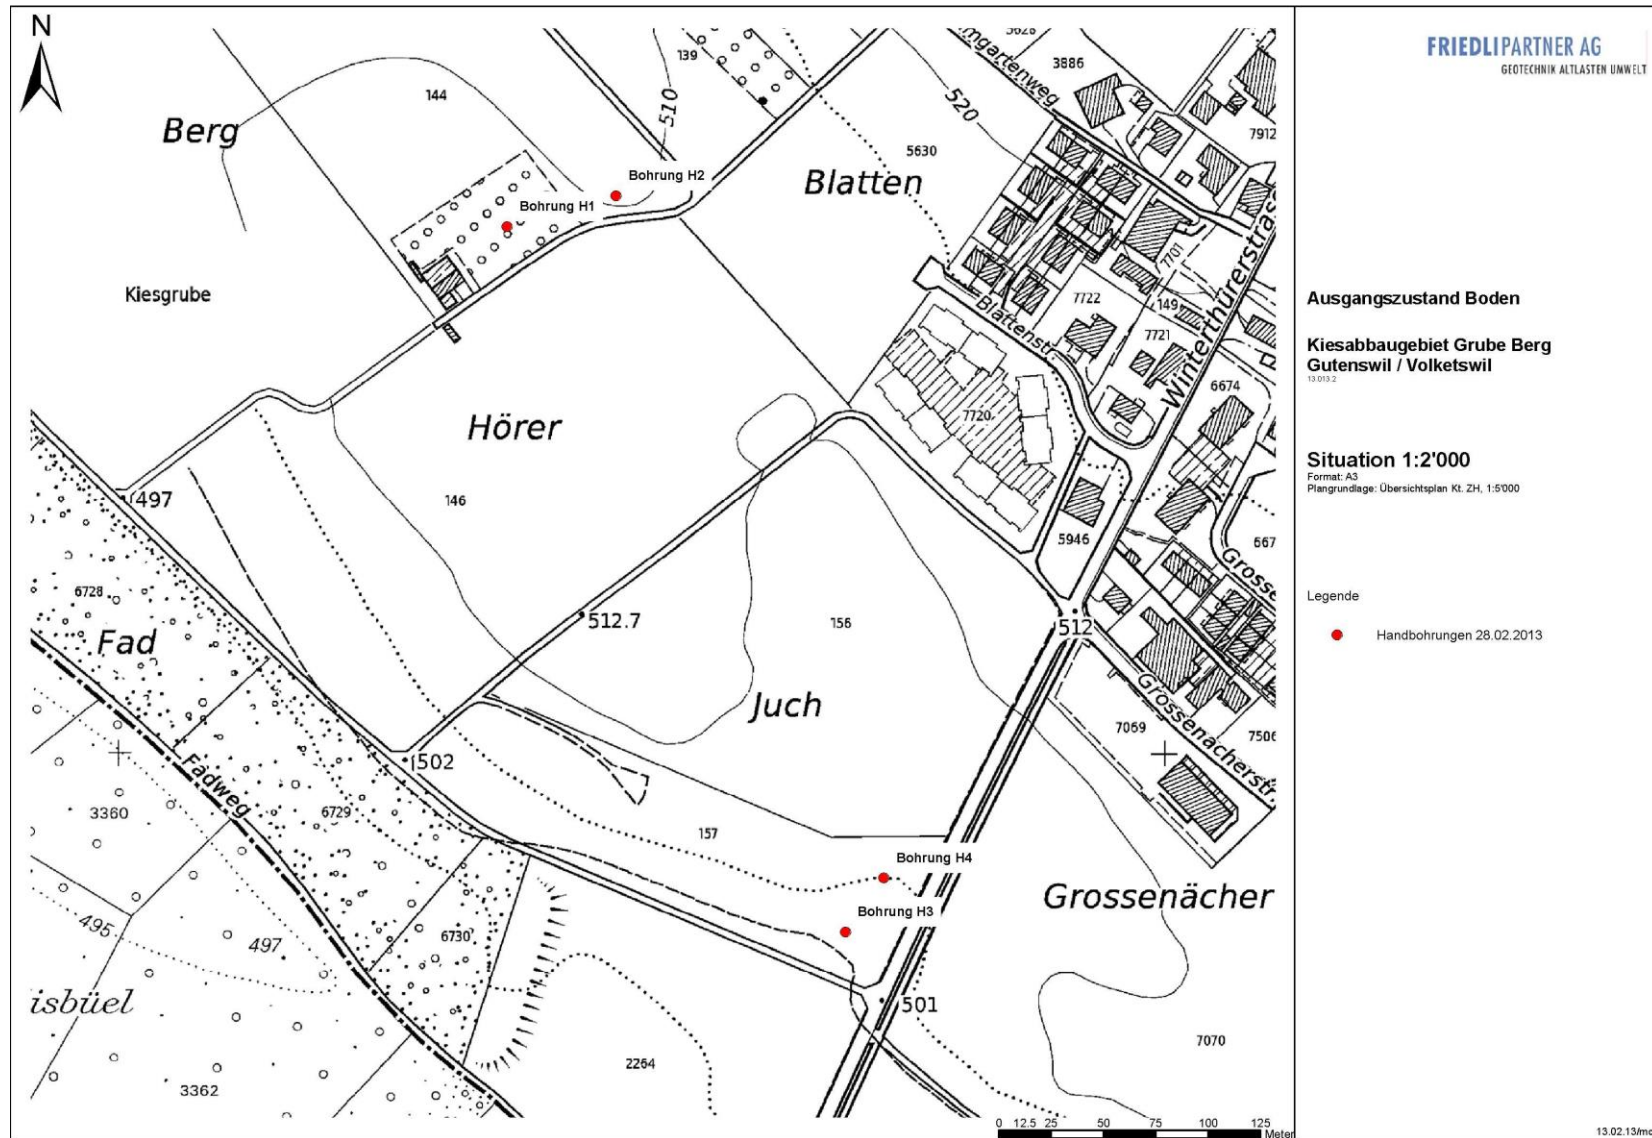 N
FRIEDLIPARTNER AG
GEOTECHNIK ALTLASTEN UMWELT
3886
139
144
510
520
7912
Berg
5630
Blatten
Bohrung H2
Bohrung H1
7701
Kiesgrube
7722
149
Blattenstr.
7721
Winterthurerstrasse
6674
7720
Hörer
Ausgangszustand Boden
Kiesabbaugebiet Grube Berg
Gutenswil / Volketswil
13.013.2
Situation 1:2'000
Format: A3
Plangrundlage: Übersichtsplan Kt. ZH, 1:5'000
497
146
5946
667
Grosse
6728
Legende
512.7
156
512
Handbohrungen 28.02.2013
Fad
Juch
Grossenächerstr.
7069
7506
502
Fadweg
3360
6729
157
Bohrung H4
Grossenächer
Bohrung H3
495
497
6730
isbüel
501
7070
2264
3362
0 12.5 25 50 75 100 125
Meter
13.02.13/m